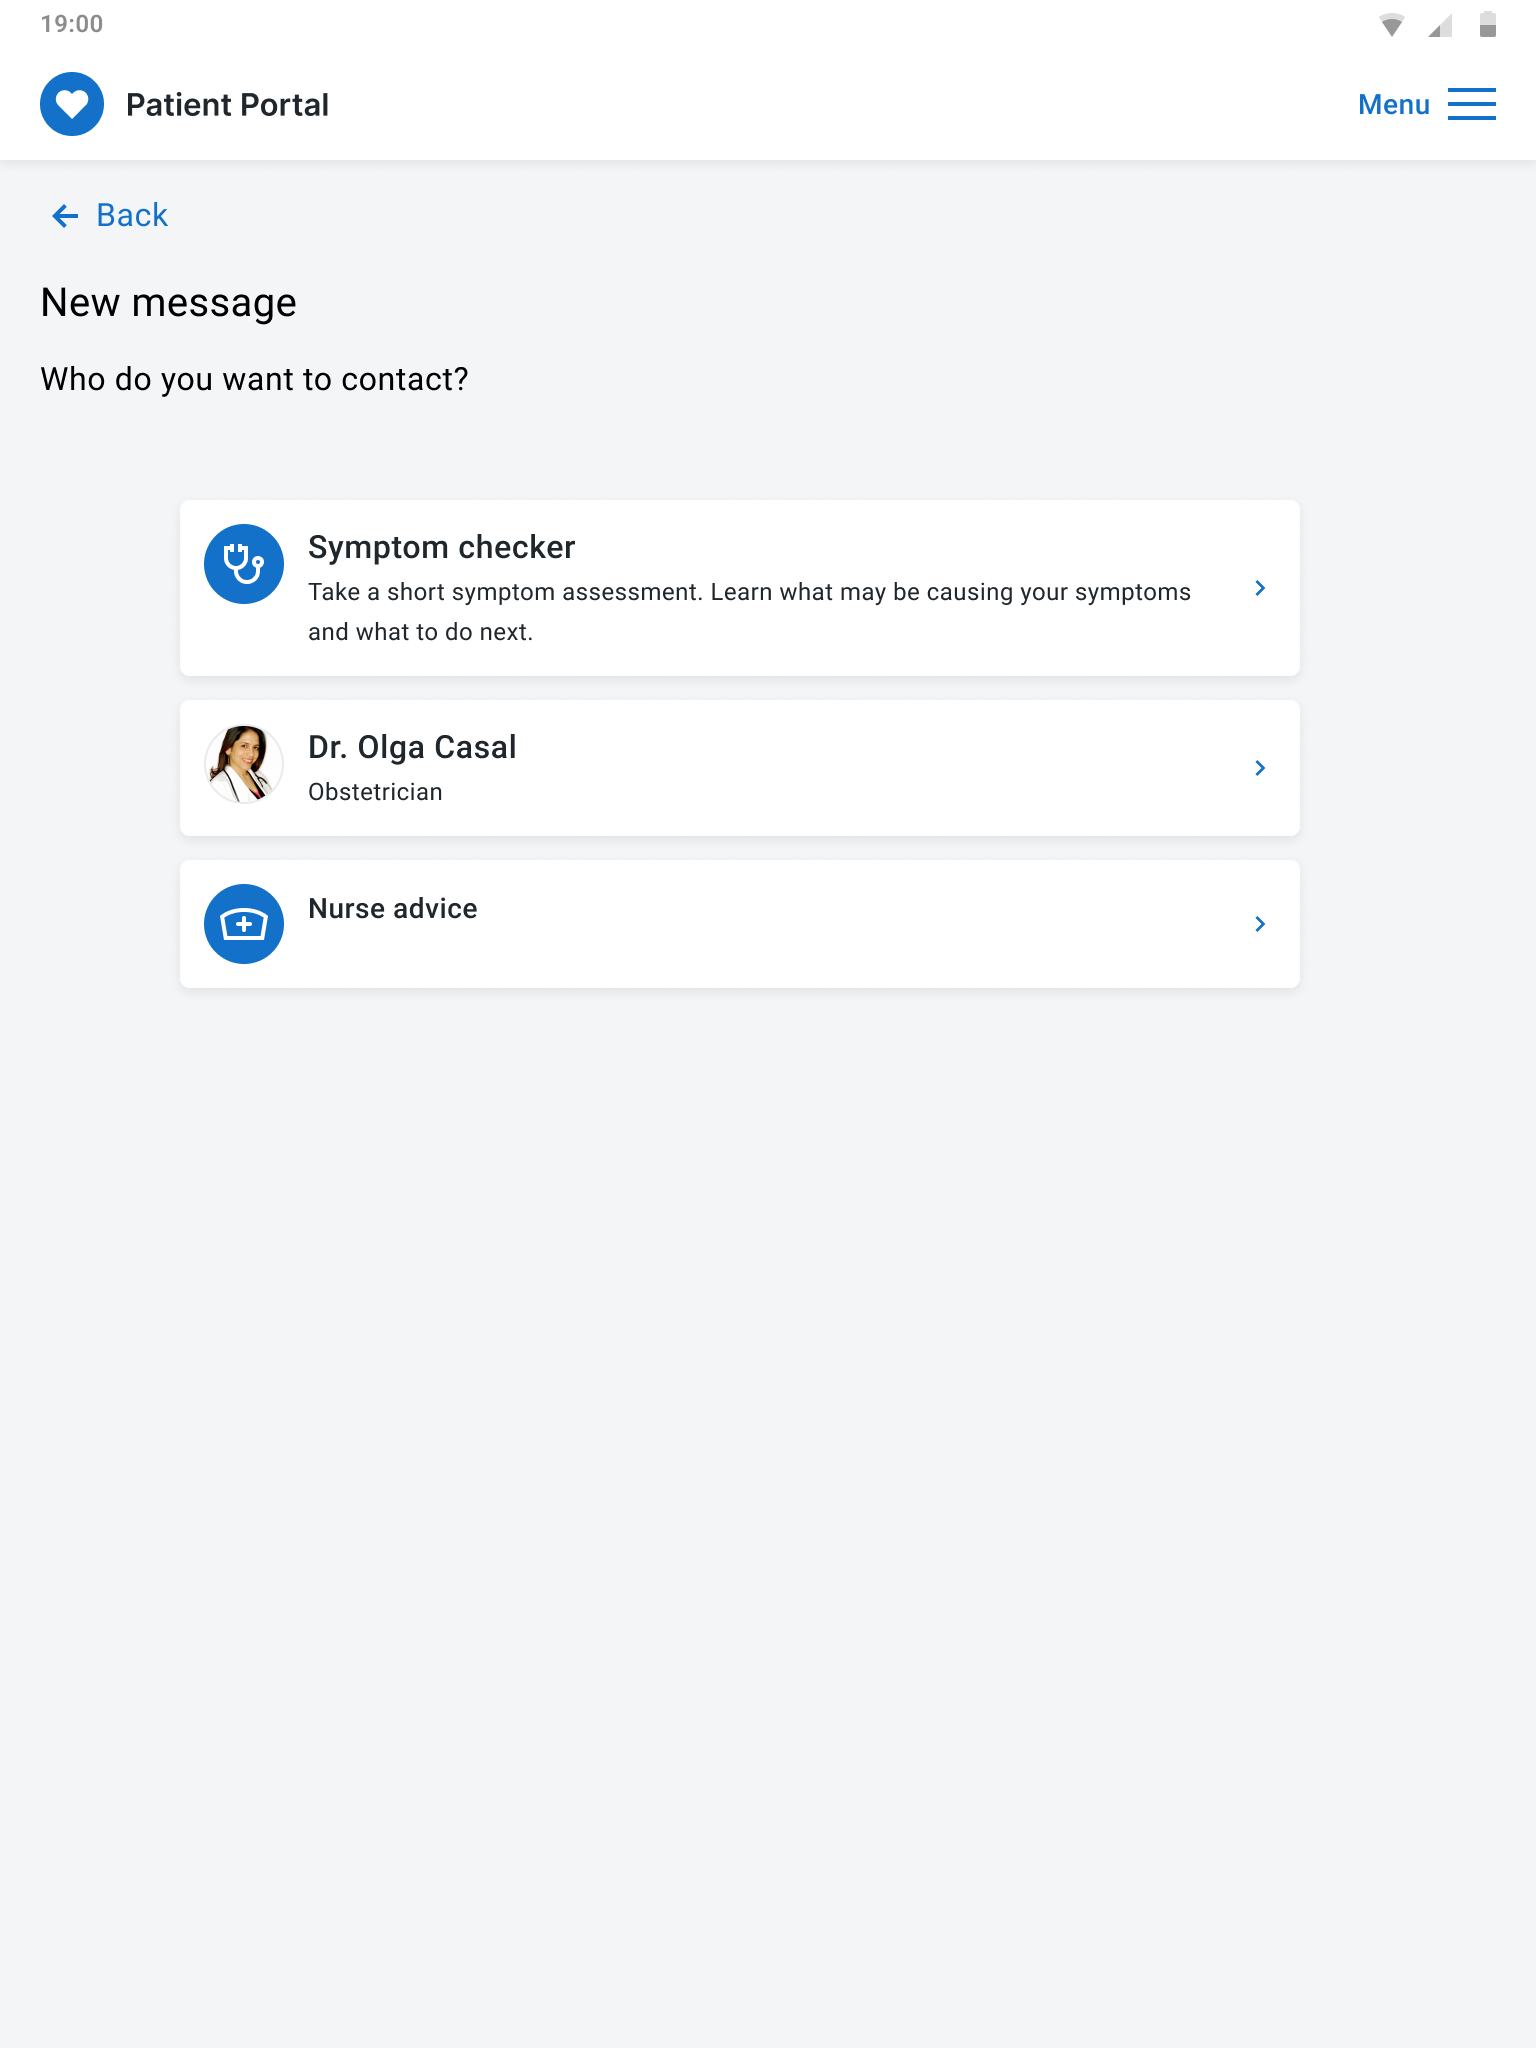 19:00
Patient Portal
Menu
Back
New message
Who do you want to contact?
Symptom checker
Take a short symptom assessment. Learn what may be causing your symptoms
and what to do next.
Dr. Olga Casal
Obstetrician
Nurse advice